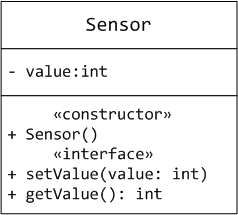 Sensor
- value:int
«constructor»
+ Sensor()
«interface»
+ setValue(value: int)
+ getValue(): int